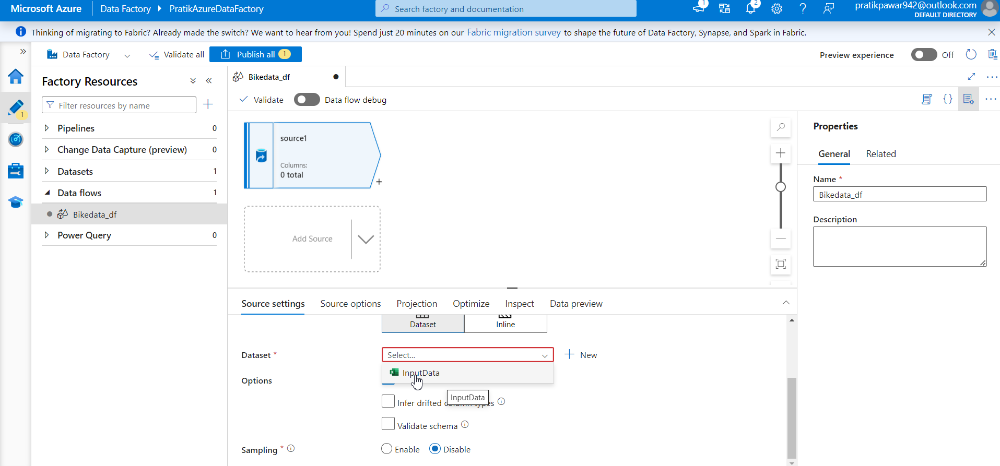 Microsoft Azure Data Factory PratikAzureDataFactory
Search factory and documentation
1
2
pratikpawar942@outlook.com
DEFAULT DIRECTORY
Thinking of migrating to Fabric? Already made the switch? We want to hear from you! Spend just 20 minutes on our Fabric migration survey to shape the future of Data Factory, Synapse, and Spark in Fabric.
Data Factory Validate all Publish all 1
Preview experience Off
1
Factory Resources
Filter resources by name
Pipelines 0
Change Data Capture (preview) 0
Datasets 1
Data flows 1
Bikedata_df
Power Query 0
Bikedata_df
Validate Data flow debug
{}
source1
Columns:
0 total
+
Add Source
Source settings Source options Projection Optimize Inspect Data preview
Dataset Inline
Dataset * Select... New
InputData
InputData
Options
Infer drifted column types
Validate schema
Sampling * Enable Disable
Properties
General Related
Name *
Bikedata_df
Description